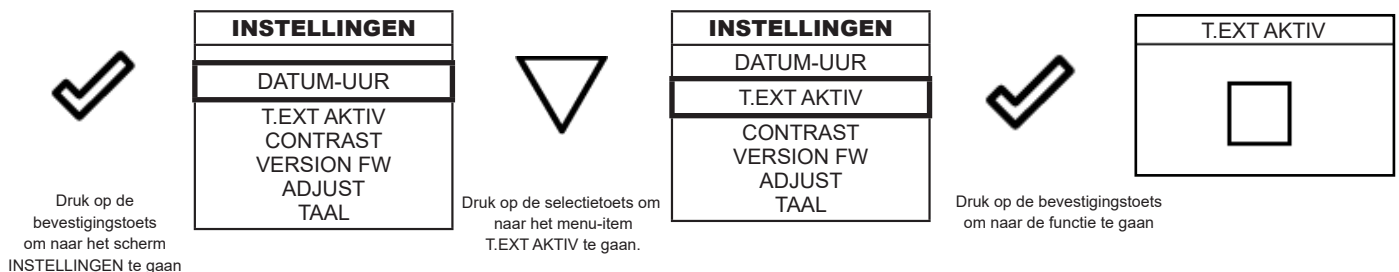 Druk op de
bevestigingstoets
om naar het scherm
INSTELLINGEN te gaan
INSTELLINGEN
DATUM-UUR
T.EXT AKTIV
CONTRAST
VERSION FW
ADJUST
TAAL
Druk op de selectietoets om
naar het menu-item
T.EXT AKTIV te gaan.
INSTELLINGEN
DATUM-UUR
T.EXT AKTIV
CONTRAST
VERSION FW
ADJUST
TAAL
Druk op de bevestigingstoets
om naar de functie te gaan
T.EXT AKTIV